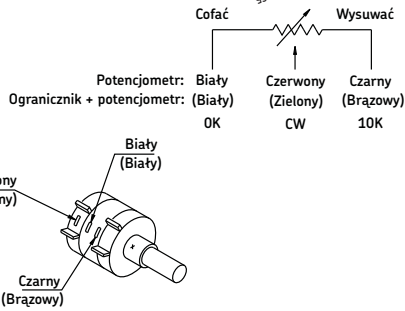 Cofać Wysuwać
Potencjometr: Biały Czerwony Czarny
Ogranicznik + potencjometr: (Biały) (Zielony) (Brązowy)
0K CW 10K
Biały
(Biały)
Czarny
(Brązowy)